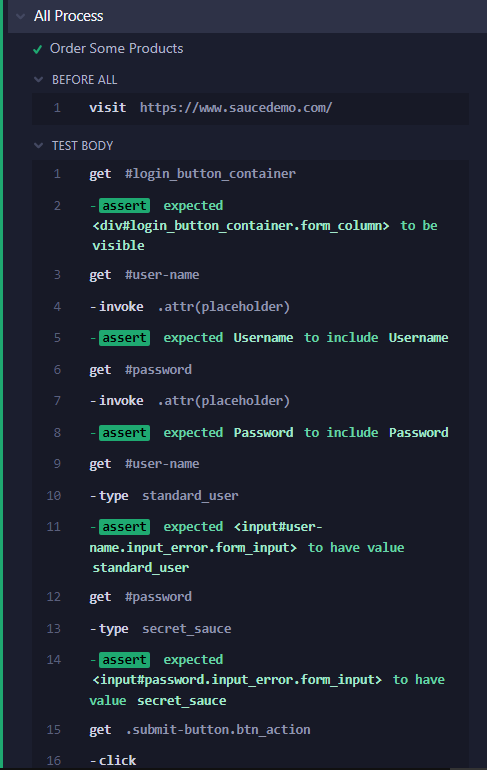 All Process
Order Some Products
BEFORE ALL
1 visit https://www.saucedemo.com/
TEST BODY
1 get #login_button_container
2 -assert expected
<div#login_button_container.form_column> to be
visible
3 get #user-name
4 -invoke .attr(placeholder)
5 -assert expected Username to include Username
6 get #password
7 -invoke .attr(placeholder)
8 -assert expected Password to include Password
9 get #user-name
10 -type standard_user
11 -assert expected <input#user-
name.input_error.form_input> to have value
standard_user
12 get #password
13 -type secret_sauce
14 -assert expected
<input#password.input_error.form_input> to have
value secret_sauce
15 get .submit-button.btn_action
16 -click